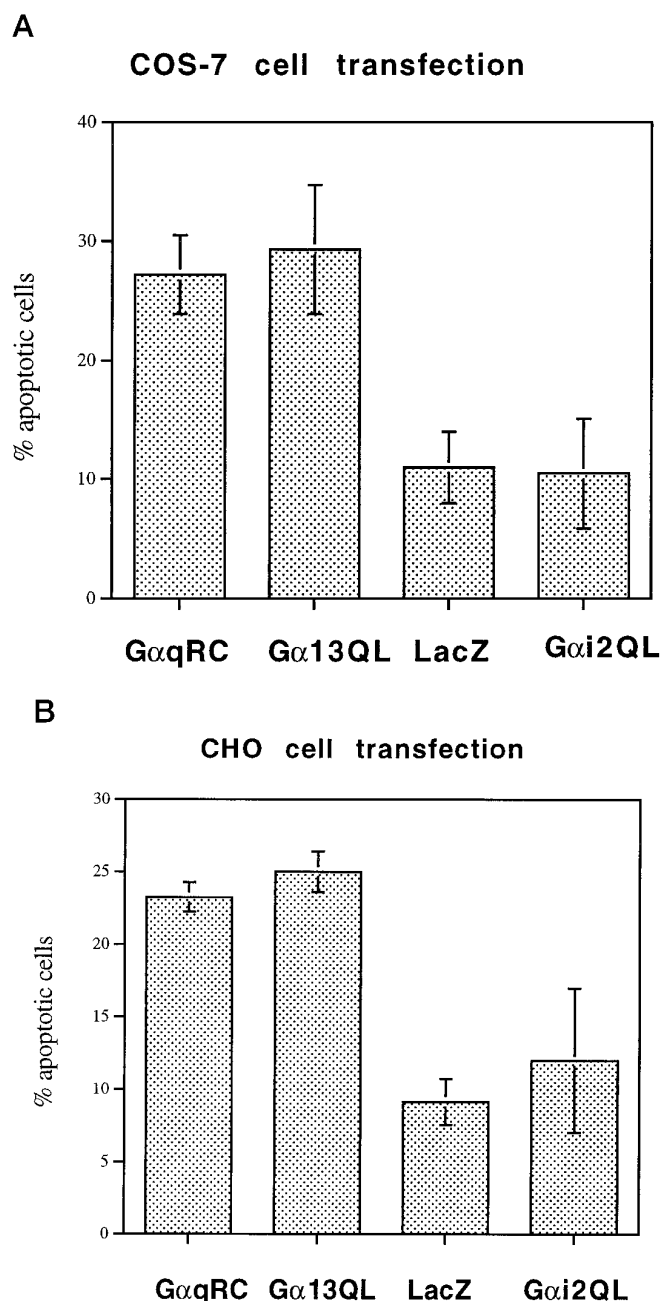 A
COS-7 cell transfection
40
30
20
10
0
% apoptotic cells
GαqRC Gα13QL LacZ Gαi2QL
B
CHO cell transfection
30
25
20
15
10
5
0
% apoptotic cells
GαqRC Gα13QL LacZ Gαi2QL